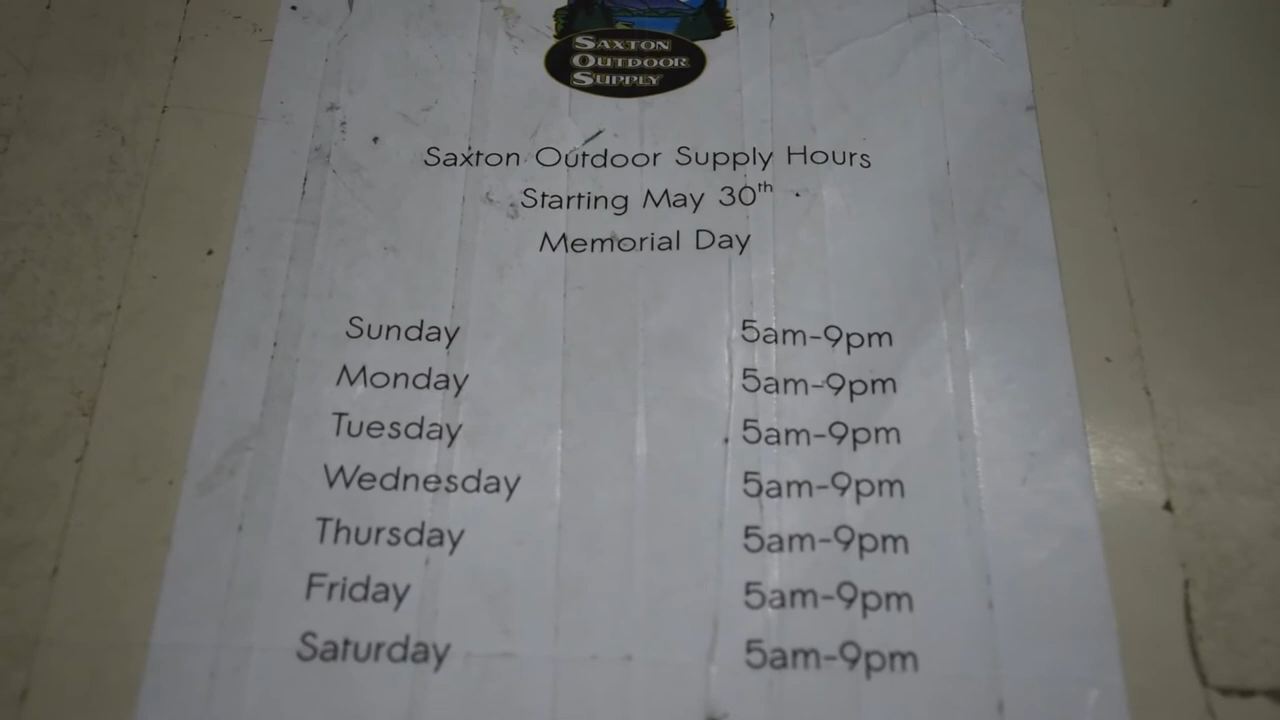 SAXTON
OUTDOOR
SUPPLY
Saxton Outdoor Supply Hours
Starting May 30th
Memorial Day
Sunday 5am-9pm
Monday 5am-9pm
Tuesday 5am-9pm
Wednesday 5am-9pm
Thursday 5am-9pm
Friday 5am-9pm
Saturday 5am-9pm